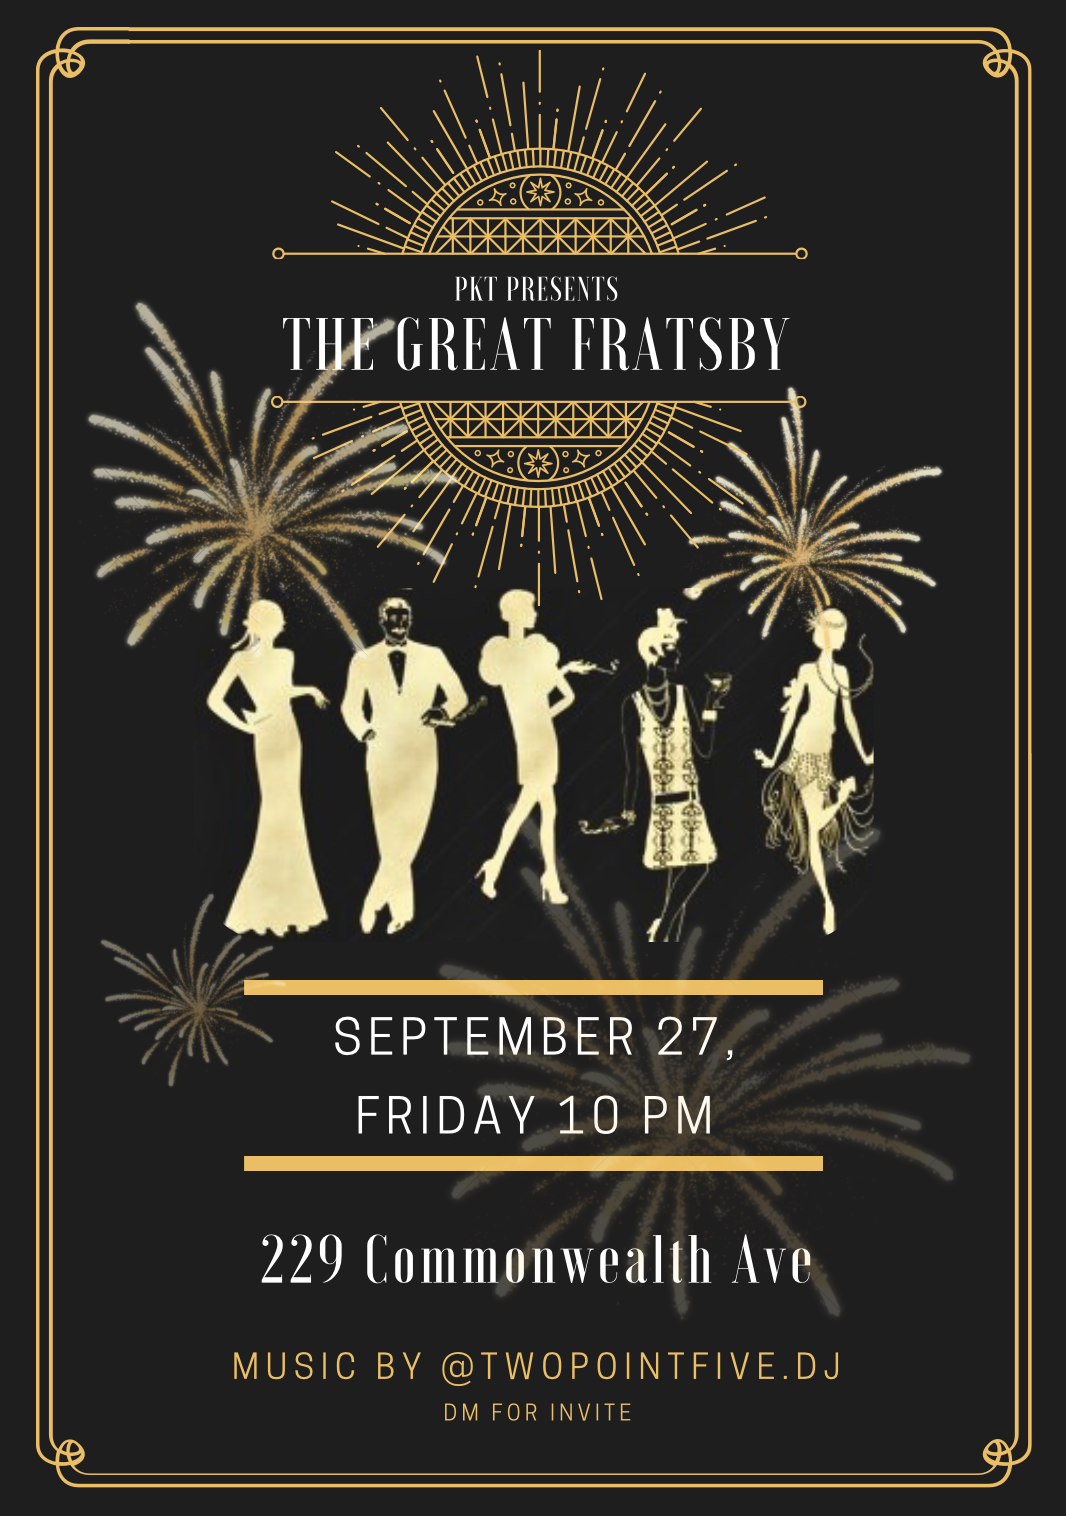 PKT PRESENTS
THE GREAT FRATSBY
SEPTEMBER 27,
FRIDAY 10 PM
229 Commonwealth Ave
MUSIC BY @TWOPOINTFIVE.DJ
DM FOR INVITE